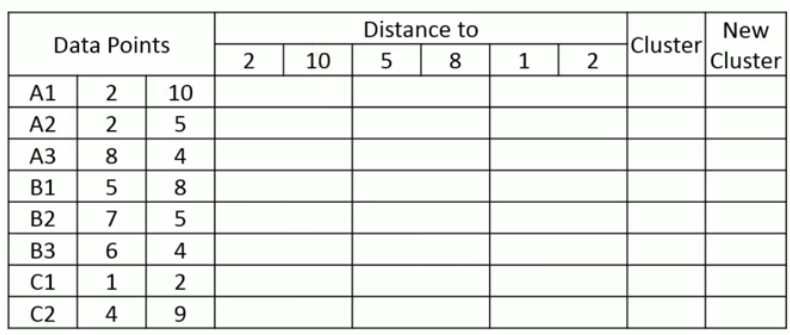 Data Points Distance to Cluster New Cluster
2 10 5 8 1 2
A1 2 10
A2 2 5
A3 8 4
B1 5 8
B2 7 5
B3 6 4
C1 1 2
C2 4 9